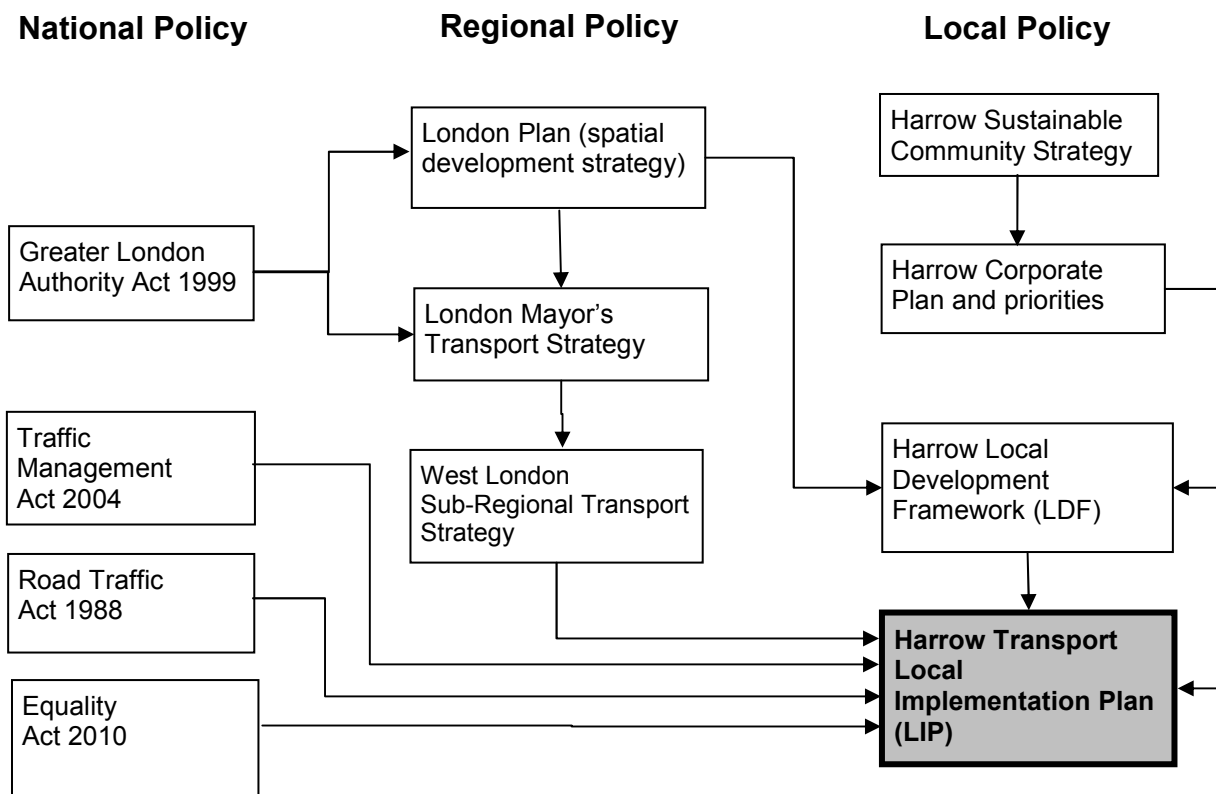 National Policy
Regional Policy
Local Policy
Greater London
Authority Act 1999
Traffic
Management
Act 2004
Road Traffic
Act 1988
Equality
Act 2010
London Plan (spatial
development strategy)
London Mayor’s
Transport Strategy
West London
Sub-Regional Transport
Strategy
Harrow Sustainable
Community Strategy
Harrow Corporate
Plan and priorities
Harrow Local
Development
Framework (LDF)
Harrow Transport
Local
Implementation Plan
(LIP)